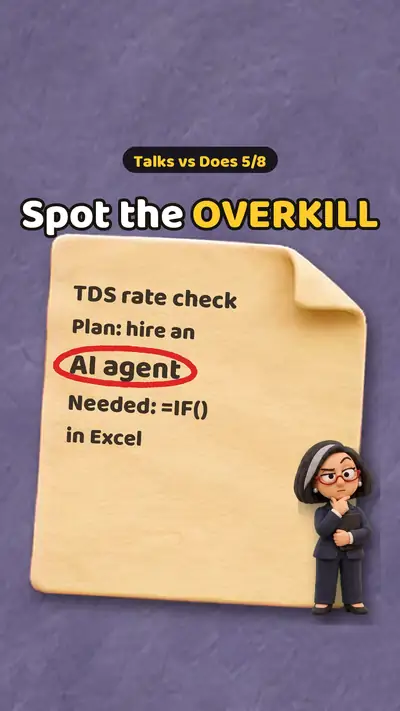 Talks vs Does 5/8
Spot the OVERKILL
TDS rate check
Plan: hire an
AI agent
Needed: =IF()
in Excel